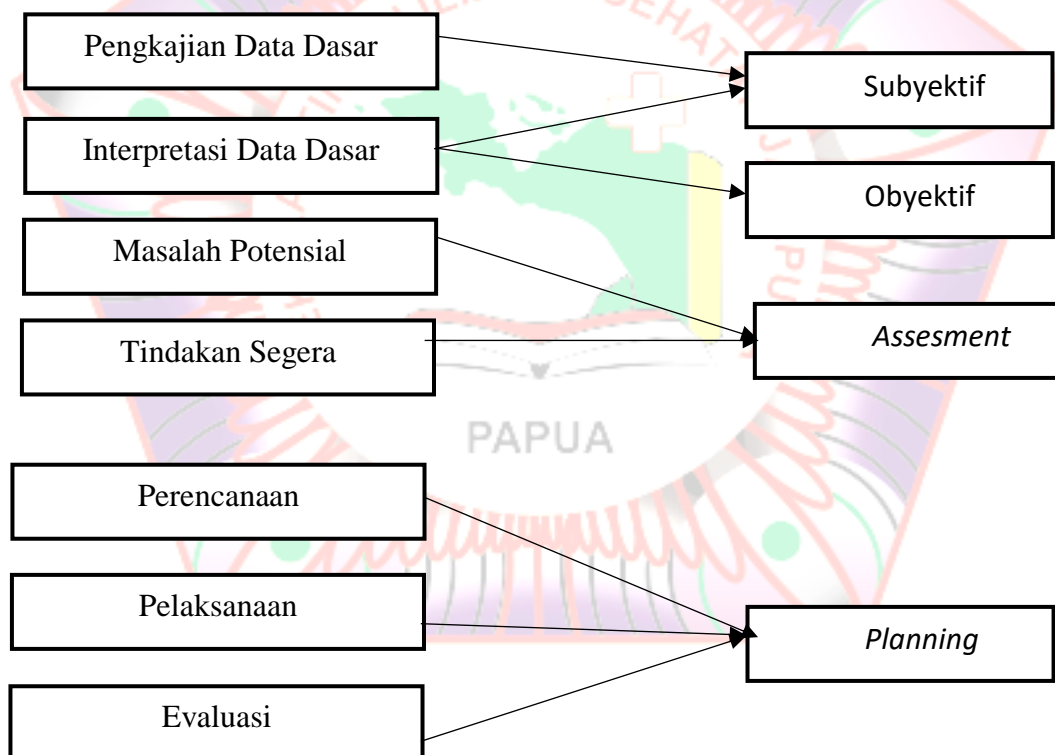 Pengkajian Data Dasar
Subyektif
Interpretasi Data Dasar
Obyektif
Masalah Potensial
Tindakan Segera
Assesment
PAPUA
Perencanaan
Pelaksanaan
Planning
Evaluasi